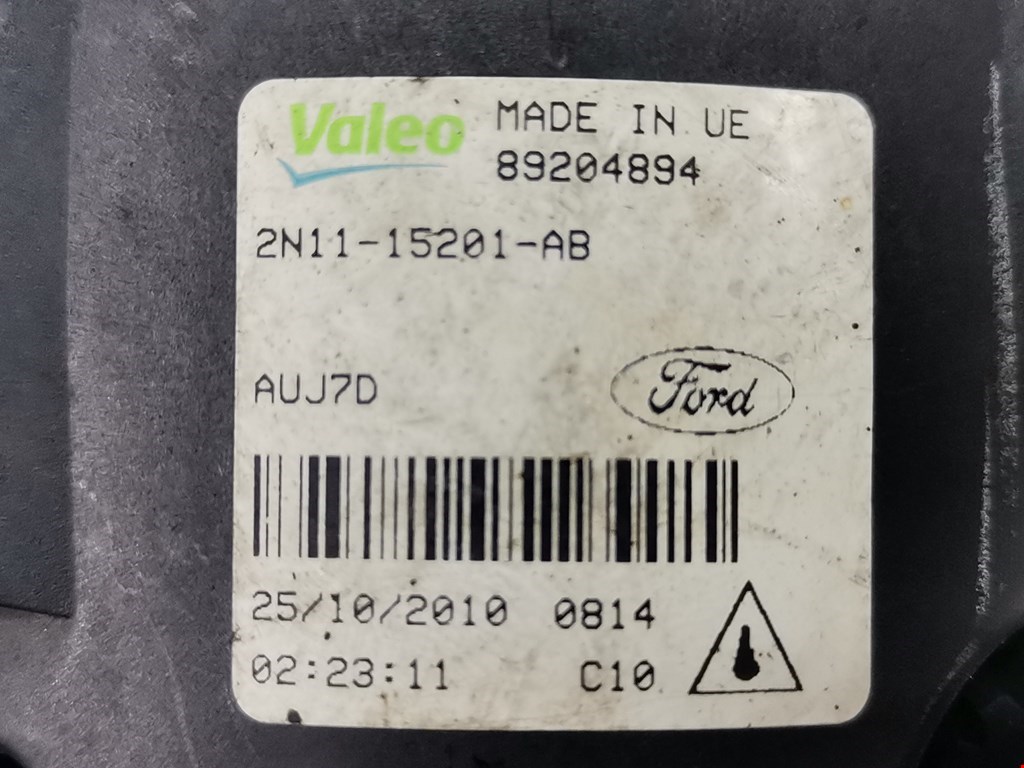 Valeo MADE IN UE
89204894
2N11-15201-AB
AUJ7D Ford
25/10/2010 0814
02:23:11 C10